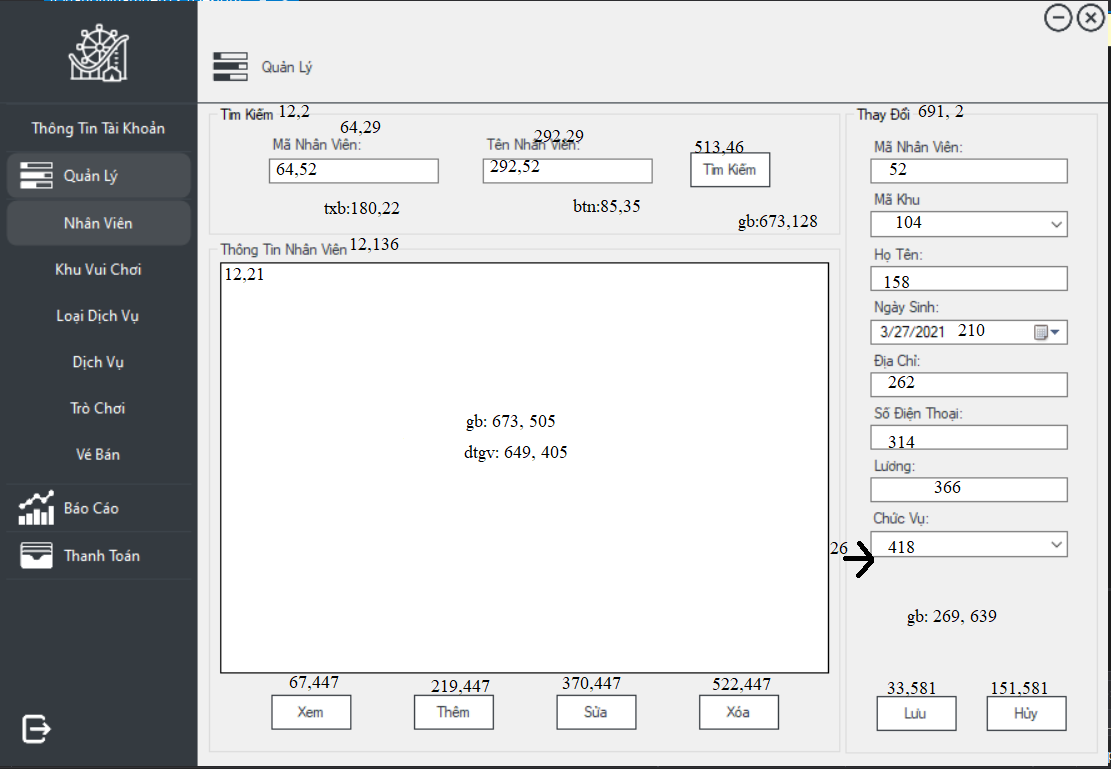 Quản Lý
Thông Tin Tài Khoản
Quản Lý
Nhân Viên
Khu Vui Chơi
Loại Dịch Vụ
Dịch Vụ
Trò Chơi
Vé Bán
Báo Cáo
Thanh Toán
Tìm Kiếm 12,2
64,29
292,29
Mã Nhân Viên:
Tên Nhân Viên:
513,46
64,52
292,52
Tìm Kiếm
txb:180,22
btn:85,35
gb:673,128
Thông Tin Nhân Viên 12,136
12,21
gb: 673, 505
dtgv: 649, 405
67,447
219,447
370,447
522,447
Xem
Thêm
Sửa
Xóa
Thay Đổi 691, 2
Mã Nhân Viên:
52
Mã Khu
104
Họ Tên:
158
Ngày Sinh:
3/27/2021 210
Địa Chỉ:
262
Số Điện Thoại:
314
Lương:
366
Chức Vụ:
26
418
gb: 269, 639
33,581
151,581
Lưu
Hủy